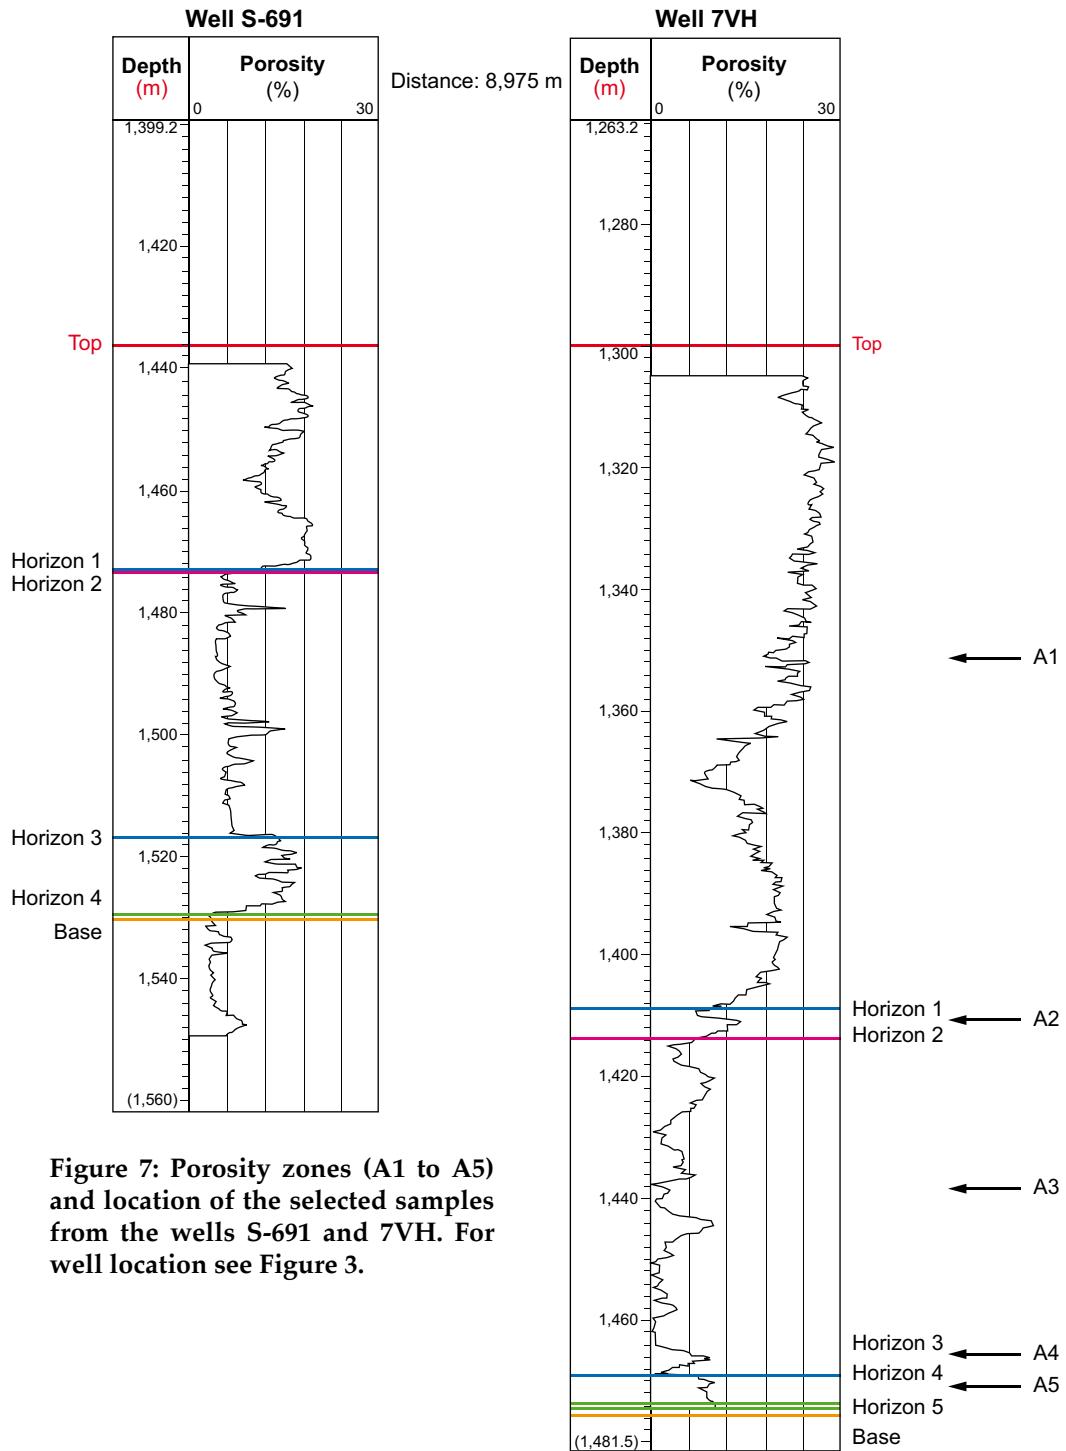 Well S-691
Depth
(m)
Porosity
(%)
0 30
1,399.2
1,420
Top
1,440
1,460
Horizon 1
Horizon 2
1,480
1,500
Horizon 3
1,520
Horizon 4
Base
1,540
(1,560)
Distance: 8,975 m
Well 7VH
Depth
(m)
Porosity
(%)
0 30
1,263.2
1,280
Top
1,300
1,320
1,340
A1
1,360
1,380
1,400
Horizon 1
A2
Horizon 2
1,420
A3
1,440
1,460
Horizon 3
A4
Horizon 4
A5
Horizon 5
Base
(1,481.5)
Figure 7: Porosity zones (A1 to A5)
and location of the selected samples
from the wells S-691 and 7VH. For
well location see Figure 3.